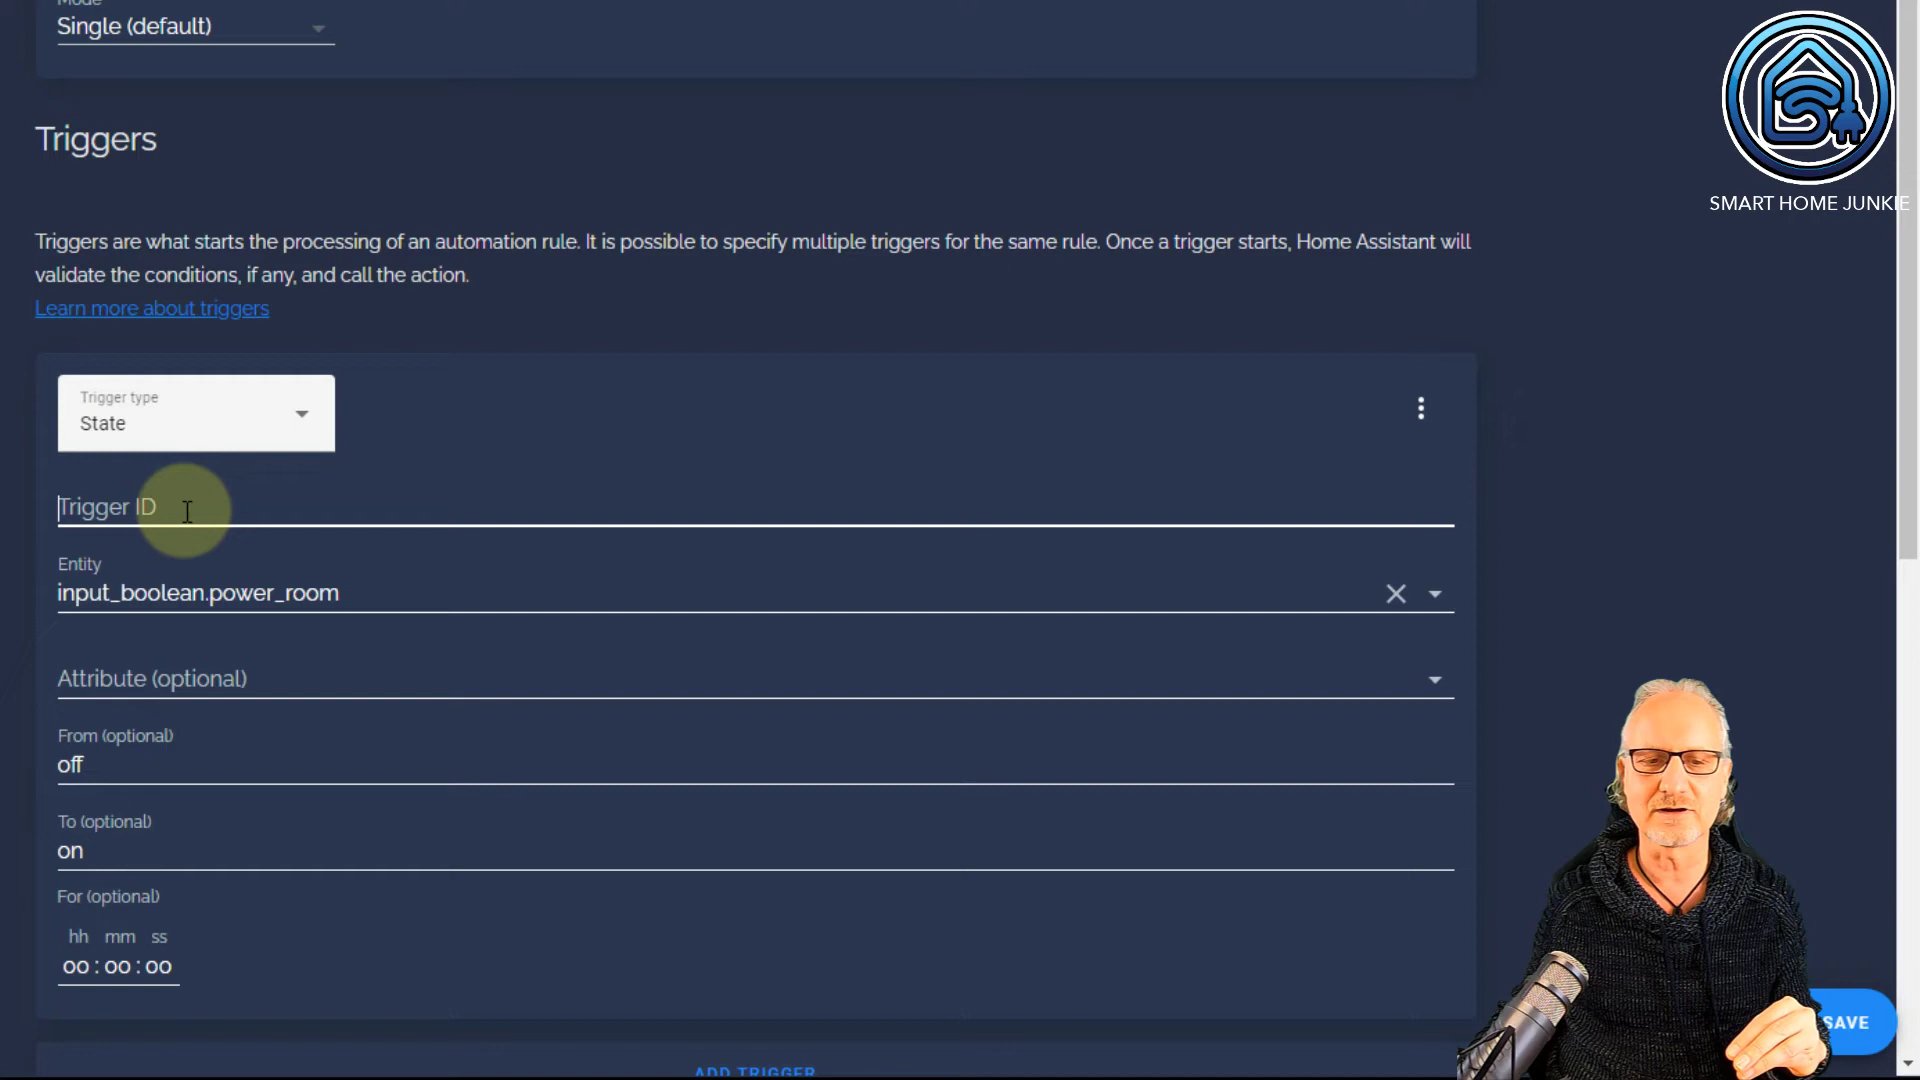 Mode
Single (default)
SMART HOME JUNKIE
Triggers
Triggers are what starts the processing of an automation rule. It is possible to specify multiple triggers for the same rule. Once a trigger starts, Home Assistant will
validate the conditions, if any, and call the action.
Learn more about triggers
Trigger type
State
Trigger ID
Entity
input_boolean.power_room
Attribute (optional)
From (optional)
off
To (optional)
on
For (optional)
hh mm ss
00 : 00 : 00
SAVE
ADD TRIGGER